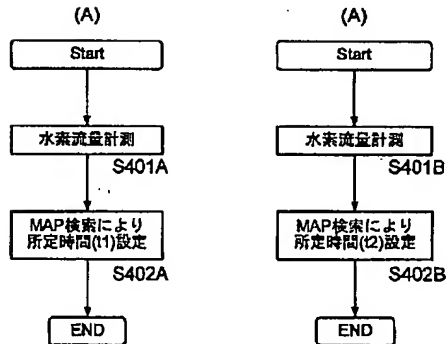 (A)
Start
水素流量計測
S401A
MAP検索により
所定時間(t1)設定
S402A
END
(A)
Start
水素流量計測
S401B
MAP検索により
所定時間(t2)設定
S402B
END